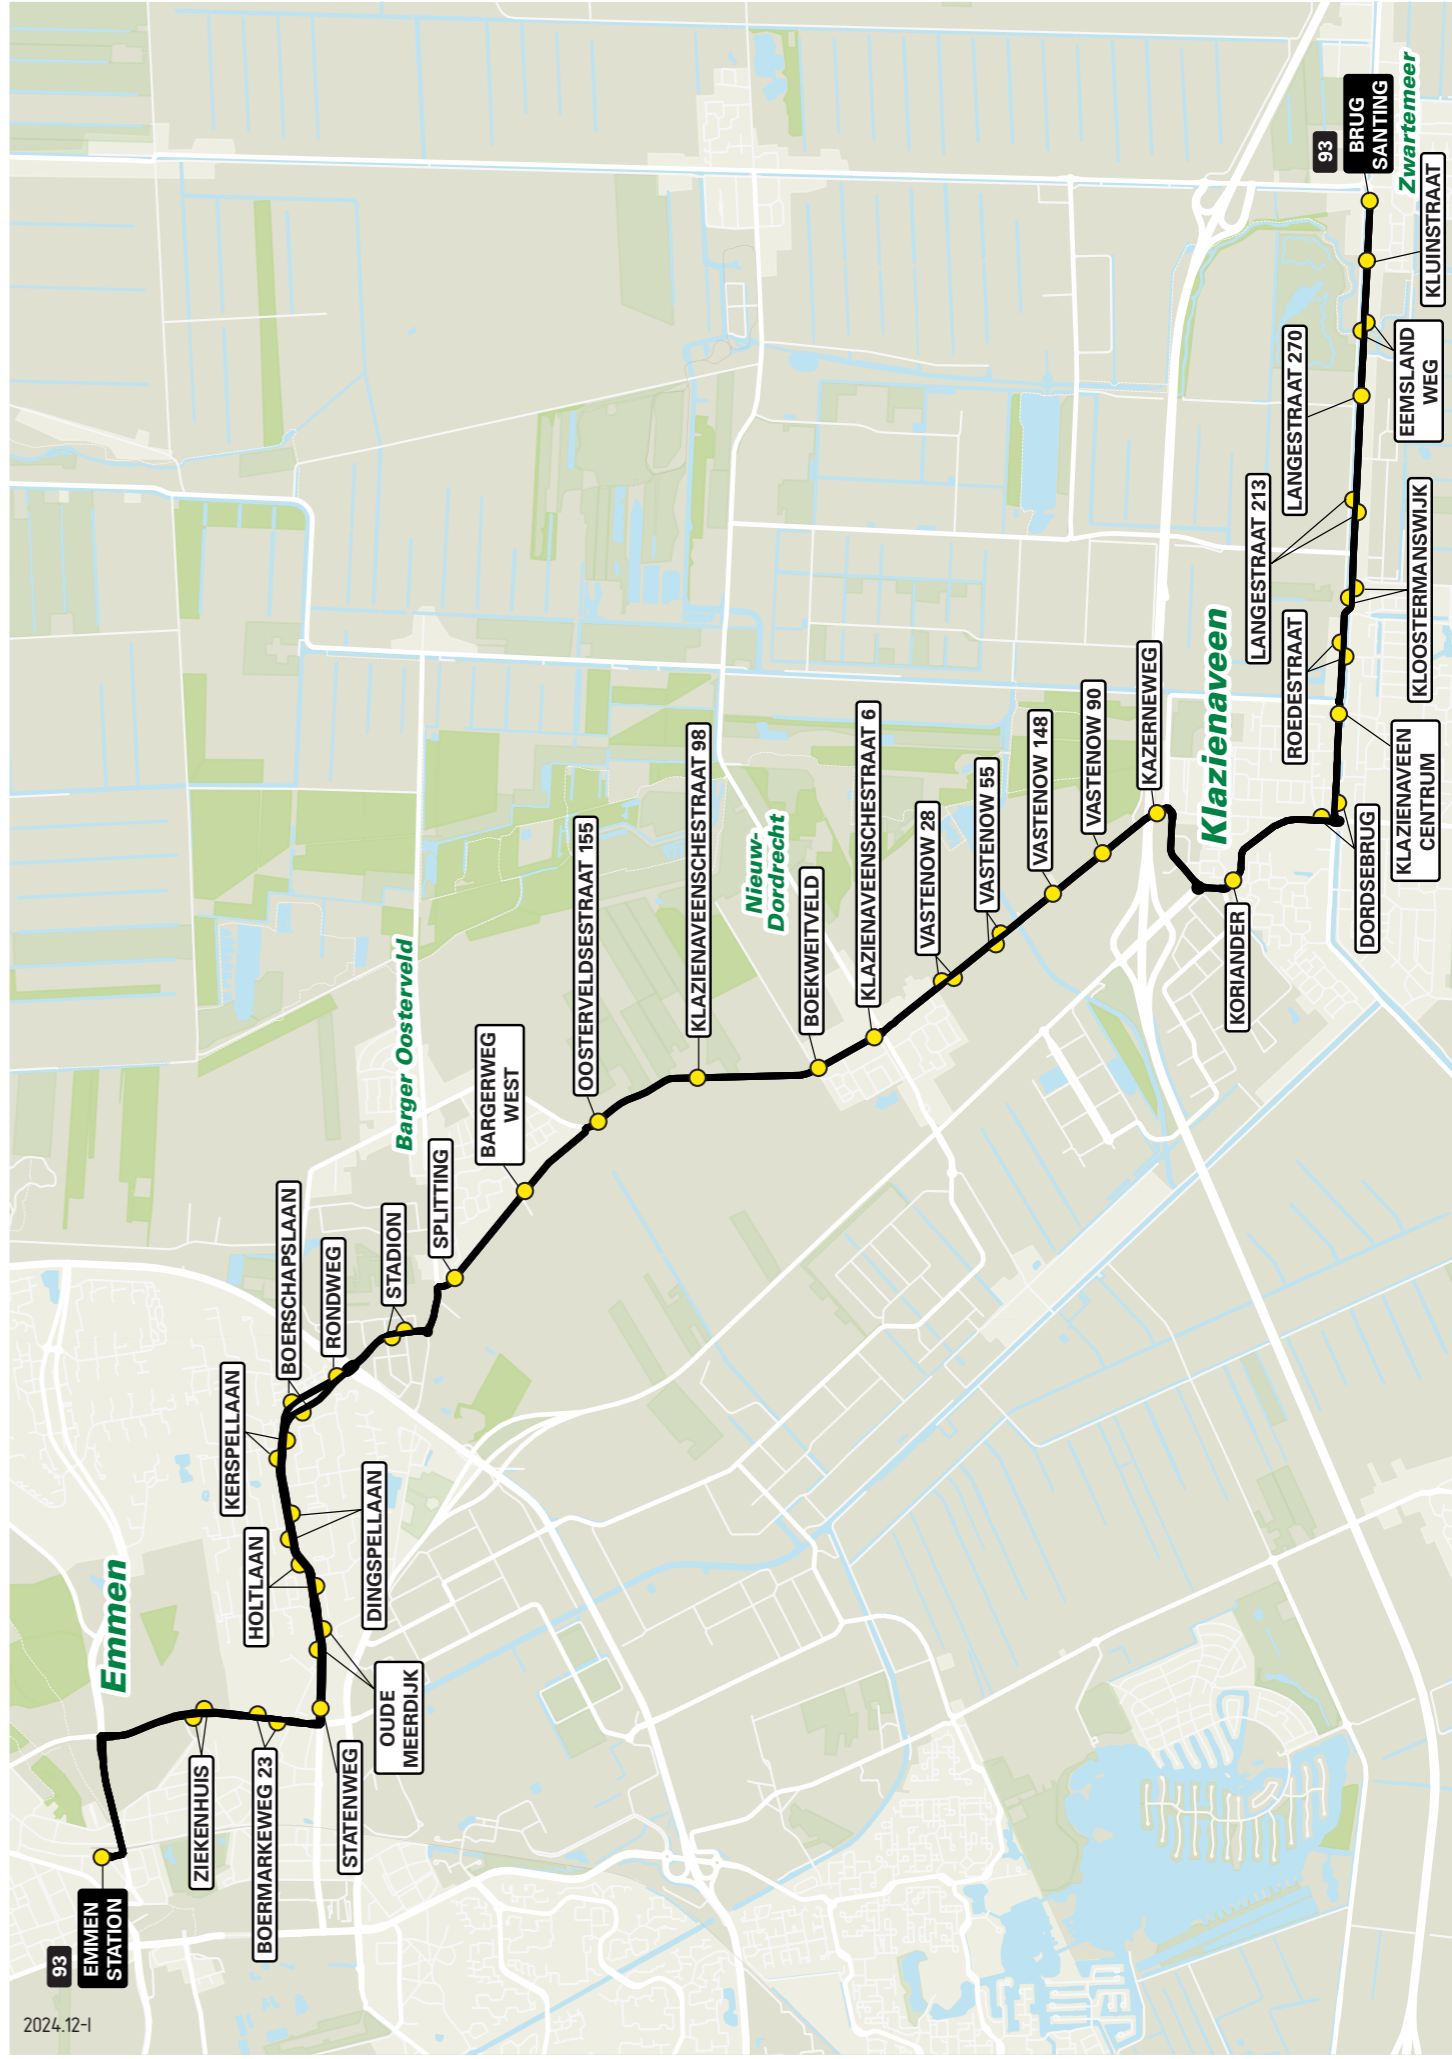 2024.12-I
93
EMMEN
STATION
Emmen
ZIEKENHUIS
BOERMARKEWEG 23
STATENWEG
OUDE
MEERDIJK
HOLTLAAN
DINGSPELLAAN
KERSPELLAAN
BOERSCHAPSLAAN
RONDWEG
STADION
SPLITTING
Barger Oosterveld
BARGERWEG
WEST
OOSTERVELDSESTRAAT 155
KLAZIENAVEENSCHESTRAAT 98
Nieuw-
Dordrecht
BOEKWEITVELD
KLAZIENAVEENSCHESTRAAT 6
VASTENOW 28
VASTENOW 55
VASTENOW 148
VASTENOW 90
KAZERNEWEG
Klazienaveen
KORIANDER
DORDSEBRUG
KLAZIENAVEEN
CENTRUM
ROEDESTRAAT
KLOOSTERMANSWIJK
LANGESTRAAT 213
LANGESTRAAT 270
EEMSLAND
WEG
KLUINSTRAAT
93
BRUG
SANTING
Zwartemeer